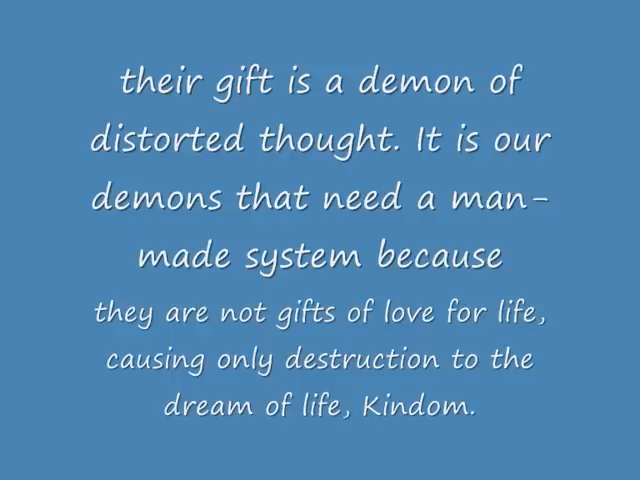 their gift is a demon of
distorted thought. It is our
demons that need a man-
made system because
they are not gifts of love for life,
causing only destruction to the
dream of life, Kindom.